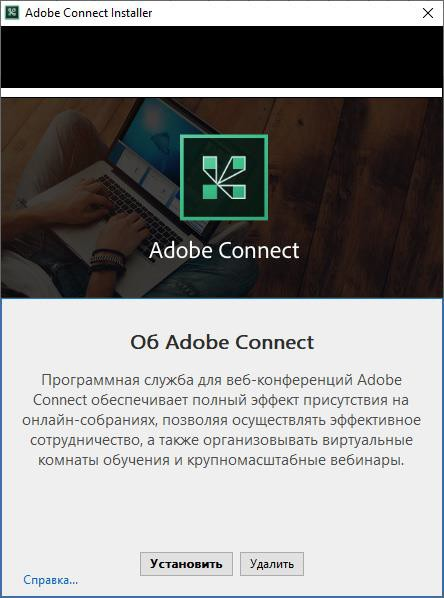 Adobe Connect Installer
Adobe Connect
Об Adobe Connect
Программная служба для веб-конференций Adobe
Connect обеспечивает полный эффект присутствия на
онлайн-собраниях, позволяя осуществлять эффективное
сотрудничество, а также организовывать виртуальные
комнаты обучения и крупномасштабные вебинары.
Установить Удалить
Справка...